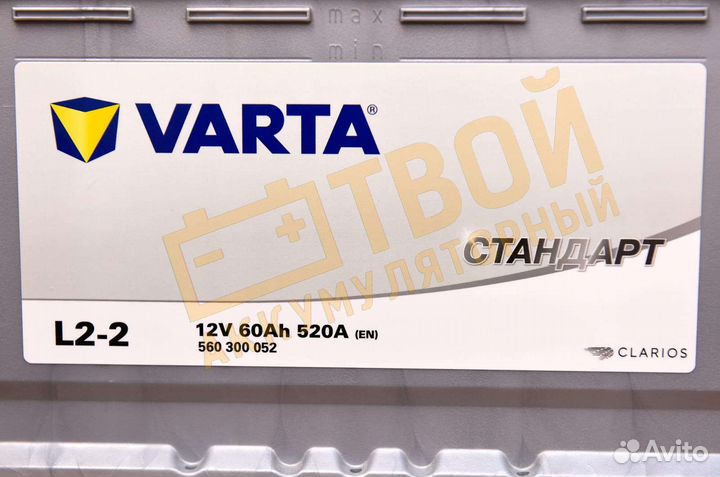 max
min
VARTA®
ТВОЙ
АККУМУЛЯТОРНЫЙ
СТАНДАРТ
L2-2
12V 60Ah 520A (EN)
560 300 052
CLARIOS
Avito